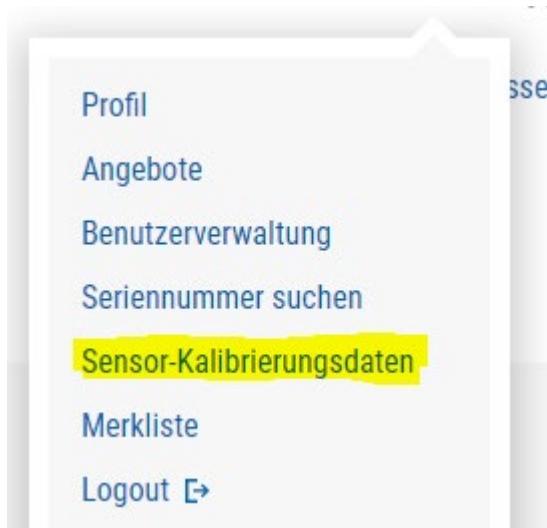 Profil
Angebote
Benutzerverwaltung
Seriennummer suchen
Sensor-Kalibrierungsdaten
Merkliste
Logout